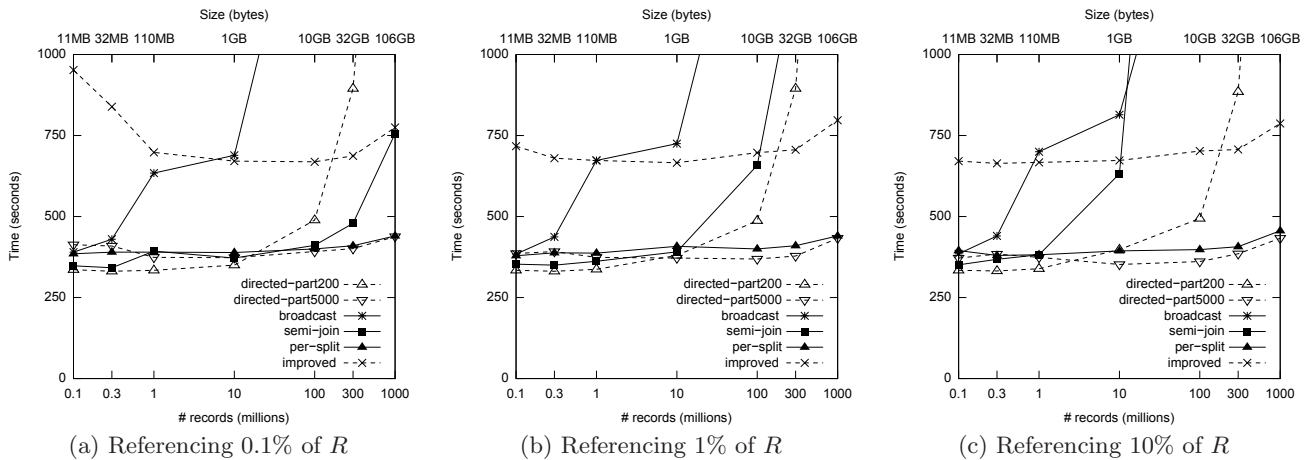 Size (bytes)
11MB 32MB 110MB 1GB 10GB 32GB 106GB
1000
750
500
250
0
Time (seconds)
directed-part200
directed-part5000
broadcast
semi-join
per-split
improved
0.1 0.3 1 10 100 300 1000
# records (millions)
(a) Referencing 0.1% of R
Size (bytes)
11MB 32MB 110MB 1GB 10GB 32GB 106GB
1000
750
500
250
0
Time (seconds)
directed-part200
directed-part5000
broadcast
semi-join
per-split
improved
0.1 0.3 1 10 100 300 1000
# records (millions)
(b) Referencing 1% of R
Size (bytes)
11MB 32MB 110MB 1GB 10GB 32GB 106GB
1000
750
500
250
0
Time (seconds)
directed-part200
directed-part5000
broadcast
semi-join
per-split
improved
0.1 0.3 1 10 100 300 1000
# records (millions)
(c) Referencing 10% of R